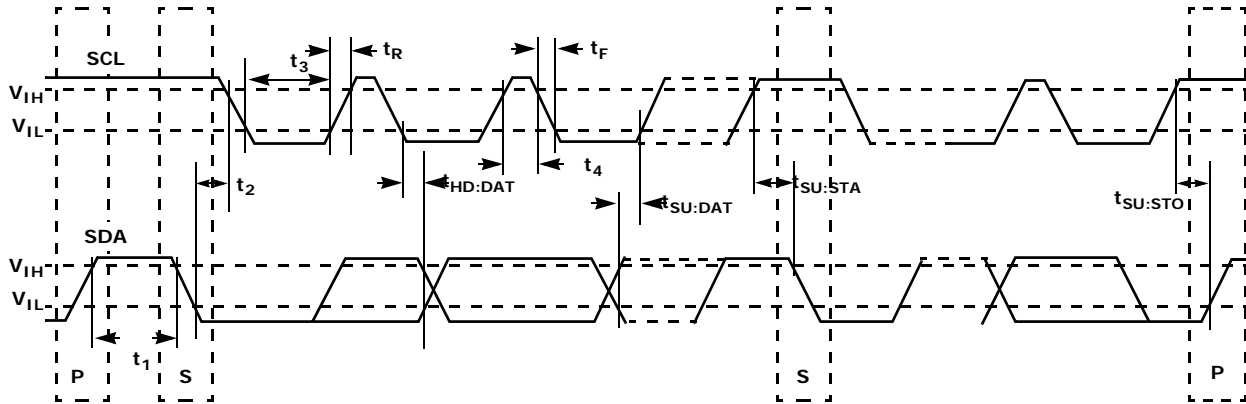 SCL
t3
tR
tF
VIH
VIL
t2
tHD:DAT
t4
tSU:DAT
tSU:STA
tSU:STO
SDA
VIH
VIL
t1
P
S
S
P